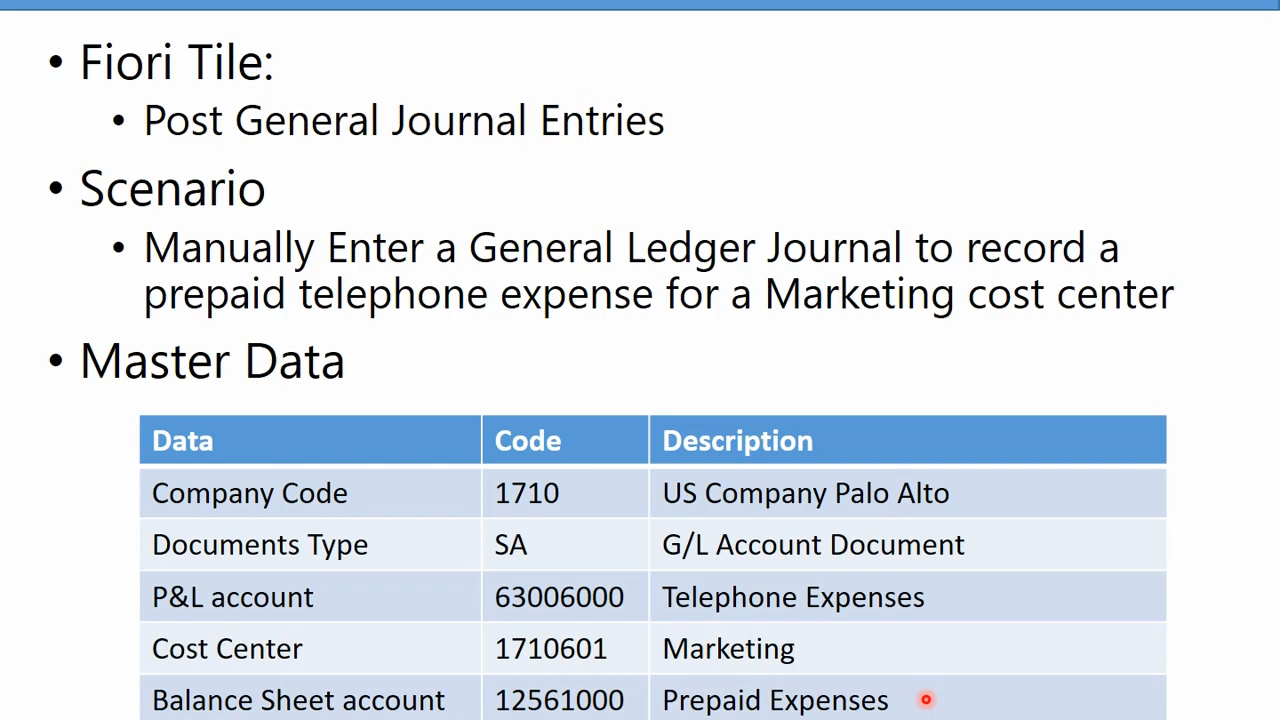 • Fiori Tile:
• Post General Journal Entries
• Scenario
• Manually Enter a General Ledger Journal to record a
prepaid telephone expense for a Marketing cost center
• Master Data
Data Code Description
Company Code 1710 US Company Palo Alto
Documents Type SA G/L Account Document
P&L account 63006000 Telephone Expenses
Cost Center 1710601 Marketing
Balance Sheet account 12561000 Prepaid Expenses